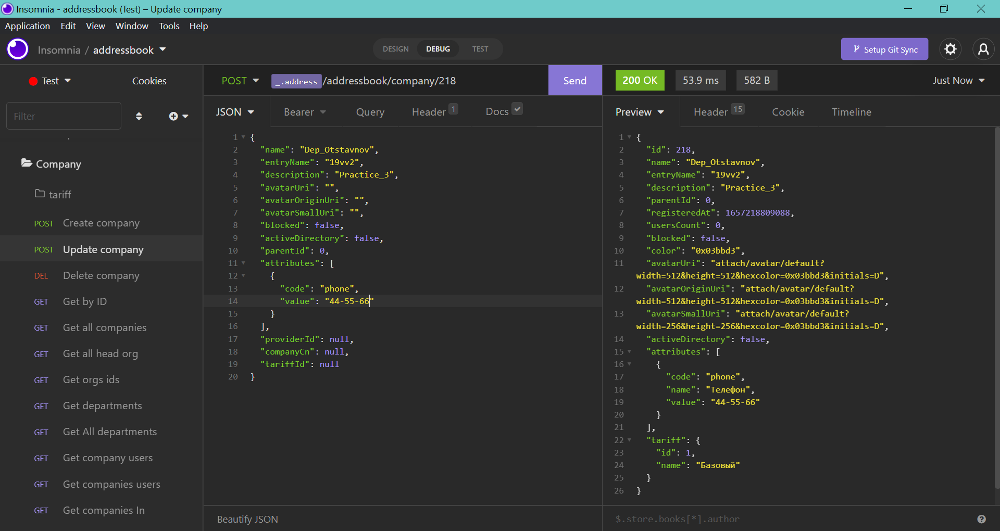 Insomnia - addressbook (Test) – Update company
Application Edit View Window Tools Help
Insomnia / addressbook
DESIGN DEBUG TEST
Setup Git Sync
Test
Cookies
Filter
Company
tariff
POST Create company
POST Update company
DEL Delete company
GET Get by ID
GET Get all companies
GET Get all head org
GET Get orgs ids
GET Get departments
GET Get All departments
GET Get company users
GET Get companies users
GET Get companies In
POST _.address /addressbook/company/218
Send
JSON Bearer Query Header 1 Docs
1 {
2 "name": "Dep_Otstavnov",
3 "entryName": "19vv2",
4 "description": "Practice_3",
5 "avatarUri": "",
6 "avatarOriginUri": "",
7 "avatarSmallUri": "",
8 "blocked": false,
9 "activeDirectory": false,
10 "parentId": 0,
11 "attributes": [
12 {
13 "code": "phone",
14 "value": "44-55-66"
15 }
16 ],
17 "providerId": null,
18 "companyCn": null,
19 "tariffId": null
20 }
Beautify JSON
200 OK 53.9 ms 582 B
Just Now
Preview Header 15 Cookie Timeline
1 {
2 "id": 218,
3 "name": "Dep_Otstavnov",
4 "entryName": "19vv2",
5 "description": "Practice_3",
6 "parentId": 0,
7 "registeredAt": 1657218809088,
8 "usersCount": 0,
9 "blocked": false,
10 "color": "0x03bbd3",
11 "avatarUri": "attach/avatar/default?
width=512&height=512&hexcolor=0x03bbd3&initials=D",
12 "avatarOriginUri": "attach/avatar/default?
width=512&height=512&hexcolor=0x03bbd3&initials=D",
13 "avatarSmallUri": "attach/avatar/default?
width=256&height=256&hexcolor=0x03bbd3&initials=D",
14 "activeDirectory": false,
15 "attributes": [
16 {
17 "code": "phone",
18 "name": "Телефон",
19 "value": "44-55-66"
20 }
21 ],
22 "tariff": {
23 "id": 1,
24 "name": "Базовый"
25 }
26 }
$.store.books[*].author